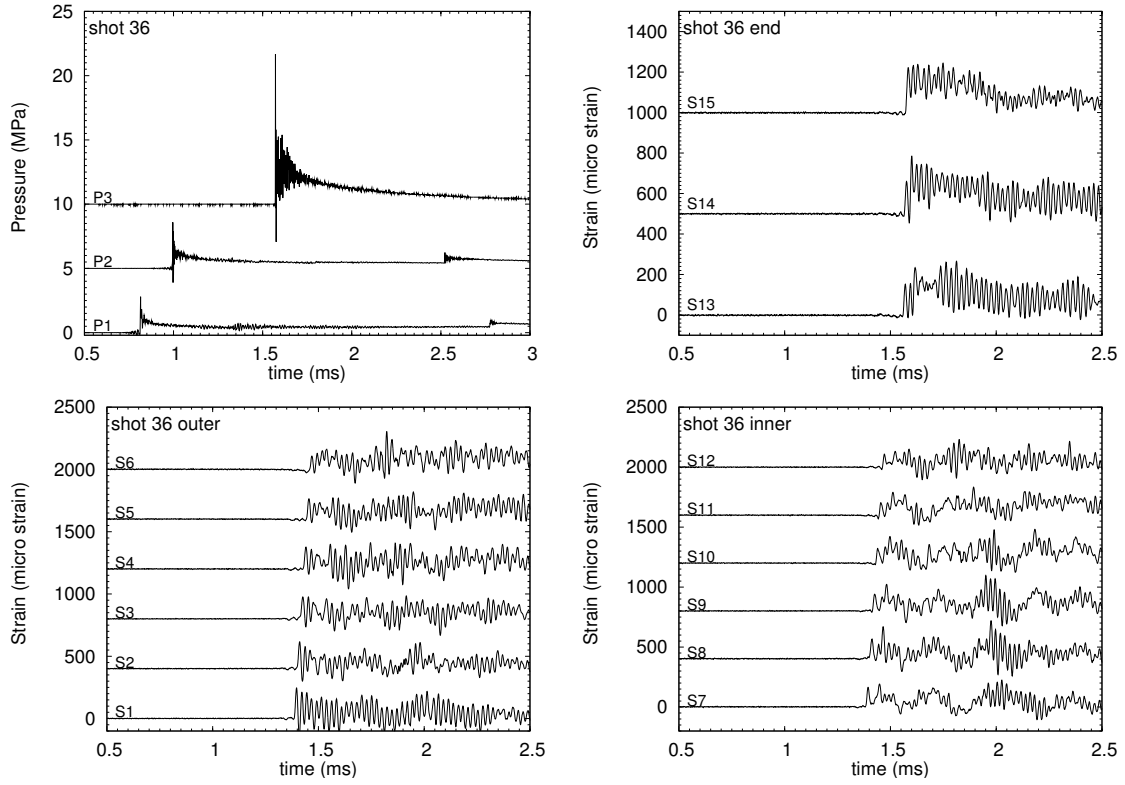 shot 36
Pressure (MPa)
25
20
15
10
5
0
P3
P2
P1
0.5 1 1.5 2 2.5 3
time (ms)
shot 36 end
Strain (micro strain)
1400
1200
1000
800
600
400
200
0
S15
S14
S13
0.5 1 1.5 2 2.5
time (ms)
shot 36 outer
Strain (micro strain)
2500
2000
1500
1000
500
0
S6
S5
S4
S3
S2
S1
0.5 1 1.5 2 2.5
time (ms)
shot 36 inner
Strain (micro strain)
2500
2000
1500
1000
500
0
S12
S11
S10
S9
S8
S7
0.5 1 1.5 2 2.5
time (ms)